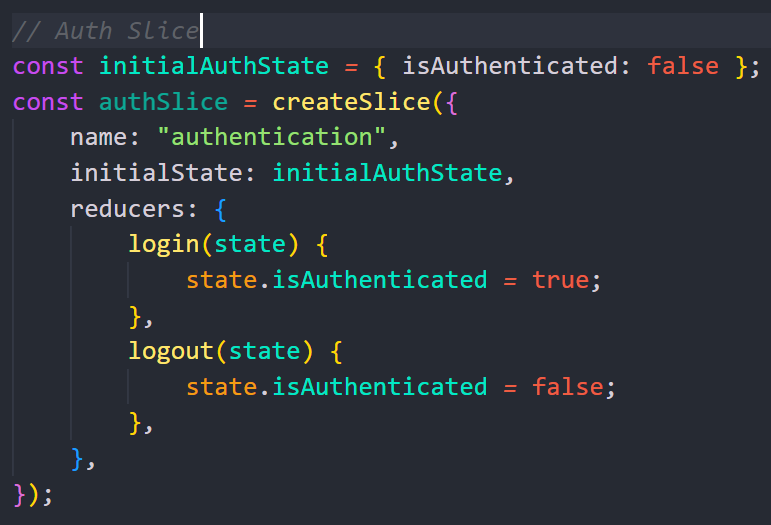 // Auth Slice
const initialAuthState = { isAuthenticated: false };
const authSlice = createSlice({
    name: "authentication",
    initialState: initialAuthState,
    reducers: {
        login(state) {
            state.isAuthenticated = true;
        },
        logout(state) {
            state.isAuthenticated = false;
        },
    },
});